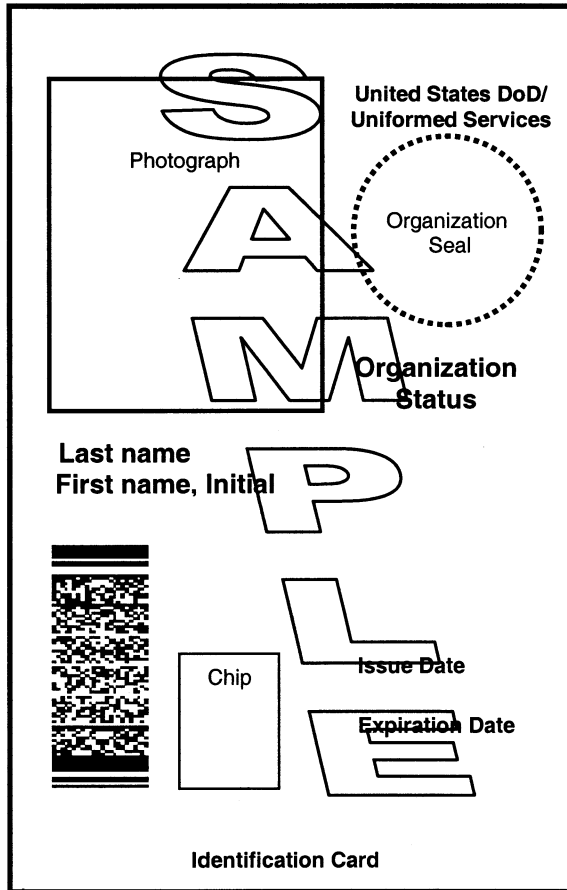 SAMPLE
United States DoD/
Uniformed Services
Photograph
Organization
Seal
Organization
Status
Last name
First name, Initial
Chip
Issue Date
Expiration Date
Identification Card